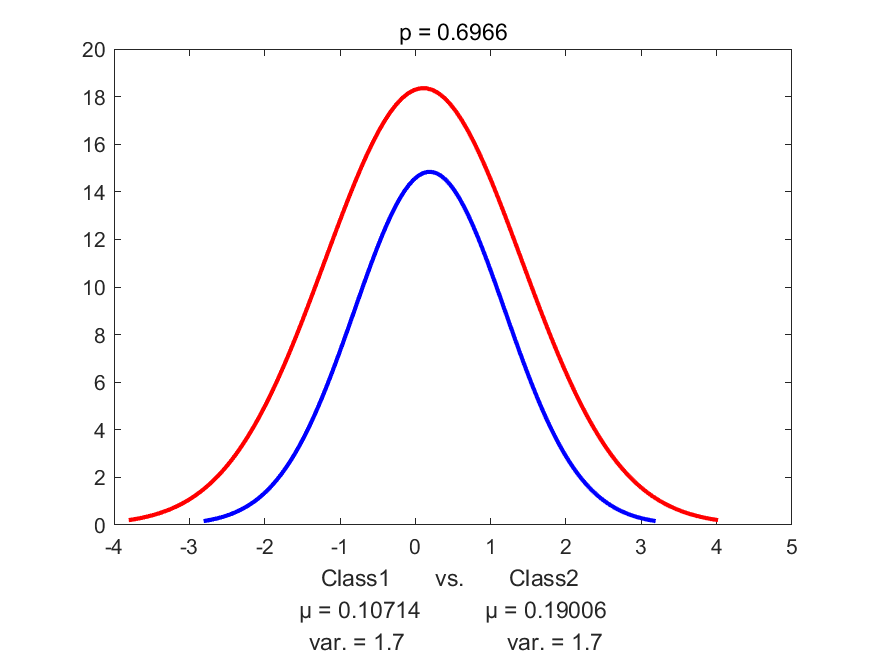 p = 0.6966
20
18
16
14
12
10
8
6
4
2
0
-4 -3 -2 -1 0 1 2 3 4 5
Class1 vs. Class2
μ = 0.10714 μ = 0.19006
var. = 1.7 var. = 1.7